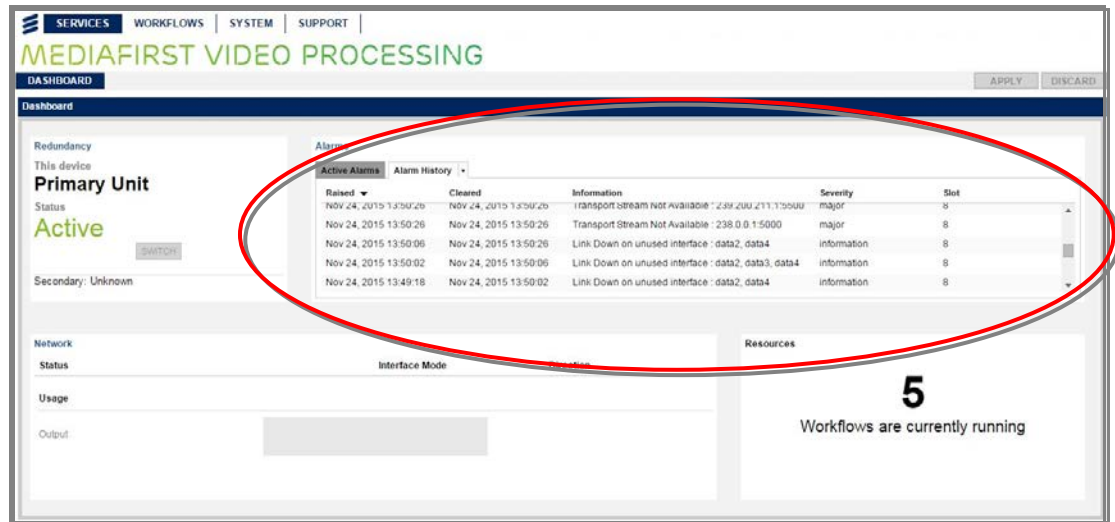 SERVICES WORKFLOWS SYSTEM SUPPORT
MEDIAFIRST VIDEO PROCESSING
DASHBOARD APPLY DISCARD
Dashboard
Redundancy
This device
Primary Unit
Status
Active
SWITCH
Secondary: Unknown
Alarms
Active Alarms Alarm History
Raised Cleared Information Severity Slot
Nov 24, 2015 13:50:26 Nov 24, 2015 13:50:26 Transport Stream Not Available : 239.200.211.1:5500 major 8
Nov 24, 2015 13:50:26 Nov 24, 2015 13:50:26 Transport Stream Not Available : 238.0.0.1:5000 major 8
Nov 24, 2015 13:50:06 Nov 24, 2015 13:50:26 Link Down on unused interface : data2, data4 information 8
Nov 24, 2015 13:50:02 Nov 24, 2015 13:50:06 Link Down on unused interface : data2, data3, data4 information 8
Nov 24, 2015 13:49:18 Nov 24, 2015 13:50:02 Link Down on unused interface : data2, data4 information 8
Network
Status Interface Mode Direction
Usage
Output
Resources
5
Workflows are currently running